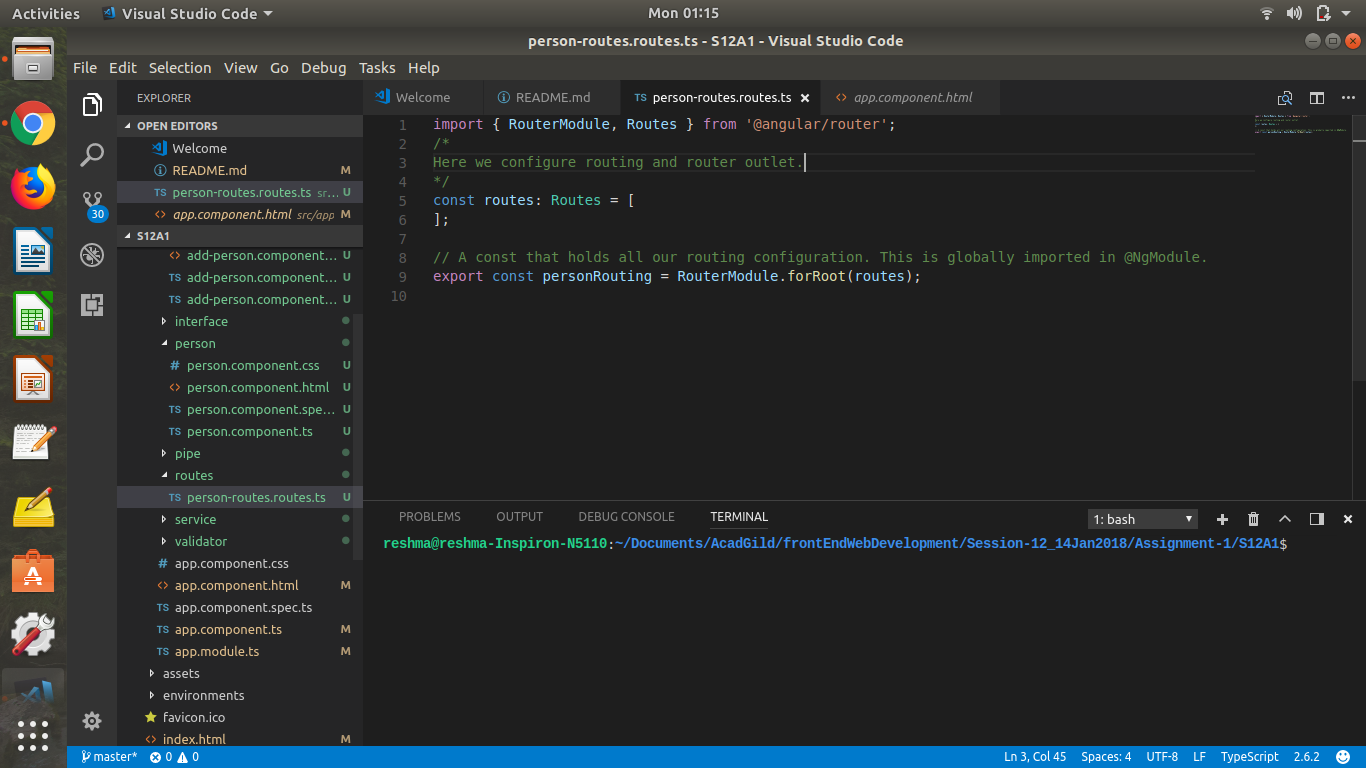 Activities
Visual Studio Code
Mon 01:15
person-routes.routes.ts - S12A1 - Visual Studio Code
File Edit Selection View Go Debug Tasks Help
EXPLORER
OPEN EDITORS
Welcome
README.md M
person-routes.routes.ts sr... U
app.component.html src/app M
S12A1
add-person.component... U
TS add-person.component... U
TS add-person.component... U
interface
person
# person.component.css U
person.component.html U
TS person.component.spe... U
TS person.component.ts U
pipe
routes
TS person-routes.routes.ts U
service
validator
# app.component.css
app.component.html M
TS app.component.spec.ts
TS app.component.ts M
TS app.module.ts M
assets
environments
favicon.ico
index.html M
30
Welcome
README.md
TS person-routes.routes.ts
app.component.html
1 import { RouterModule, Routes } from '@angular/router';
2 /*
3 Here we configure routing and router outlet.
4 */
5 const routes: Routes = [
6 ];
7
8 // A const that holds all our routing configuration. This is globally imported in @NgModule.
9 export const personRouting = RouterModule.forRoot(routes);
10
PROBLEMS OUTPUT DEBUG CONSOLE TERMINAL
1: bash
reshma@reshma-Inspiron-N5110:~/Documents/AcadGild/frontEndWebDevelopment/Session-12_14Jan2018/Assignment-1/S12A1$
master* 0 0
Ln 3, Col 45 Spaces: 4 UTF-8 LF TypeScript 2.6.2